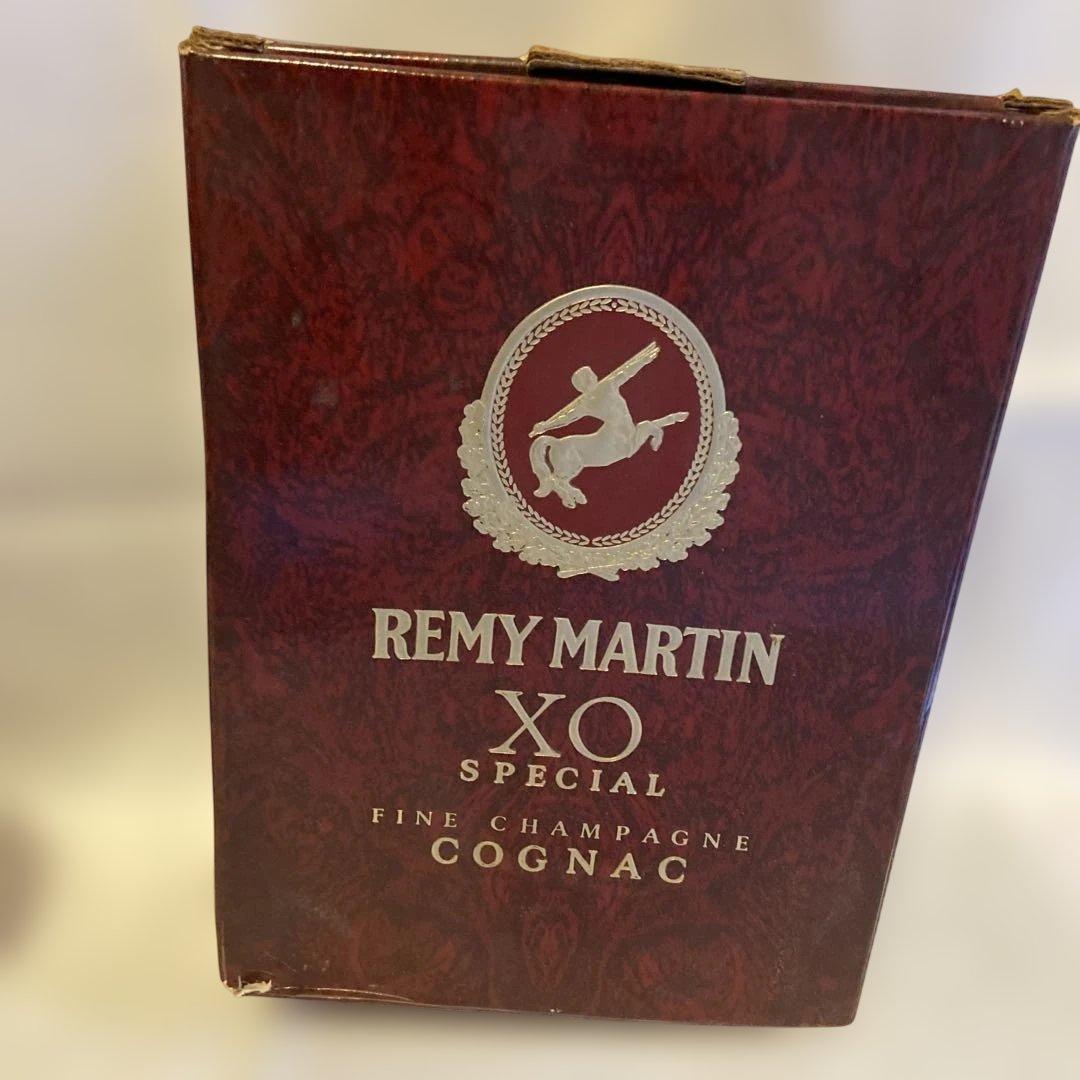 REMY MARTIN
XO
SPECIAL
FINE CHAMPAGNE
COGNAC